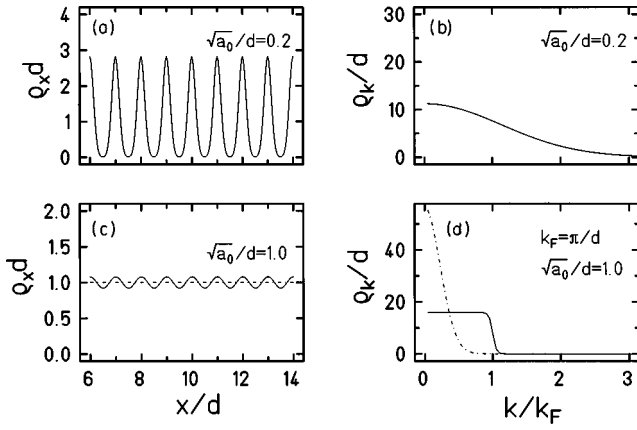 (a)
√a₀/d=0.2
3
2
1
0
ϱₓd
(b)
√a₀/d=0.2
30
20
10
0
ϱₖ/d
(c)
√a₀/d=1.0
2.0
1.5
1.0
0.5
0.0
ϱₓd
6 8 10 12 14
x/d
(d)
k_F=π/d
√a₀/d=1.0
40
20
0
ϱₖ/d
0 1 2 3
k/k_F